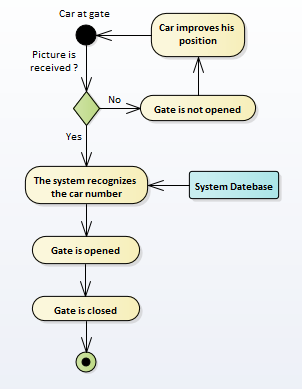 Car at gate
Car improves his
position
Picture is
received ?
No
Gate is not opened
Yes
The system recognizes
the car number
System Datebase
Gate is opened
Gate is closed